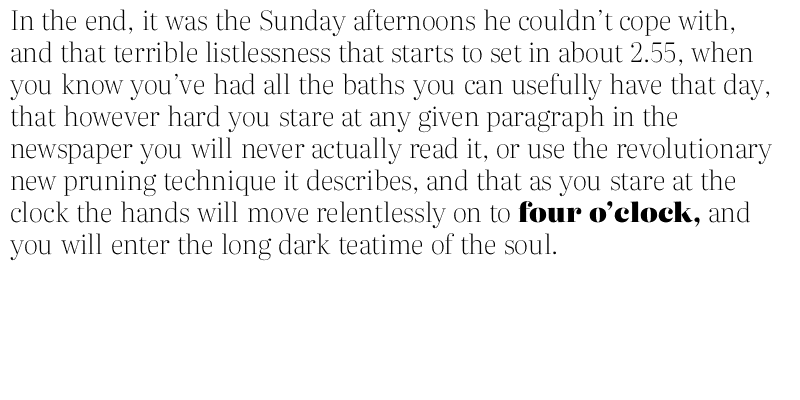 In the end, it was the Sunday afternoons he couldn’t cope with,
and that terrible listlessness that starts to set in about 2.55, when
you know you’ve had all the baths you can usefully have that day,
that however hard you stare at any given paragraph in the
newspaper you will never actually read it, or use the revolutionary
new pruning technique it describes, and that as you stare at the
clock the hands will move relentlessly on to four o’clock, and
you will enter the long dark teatime of the soul.